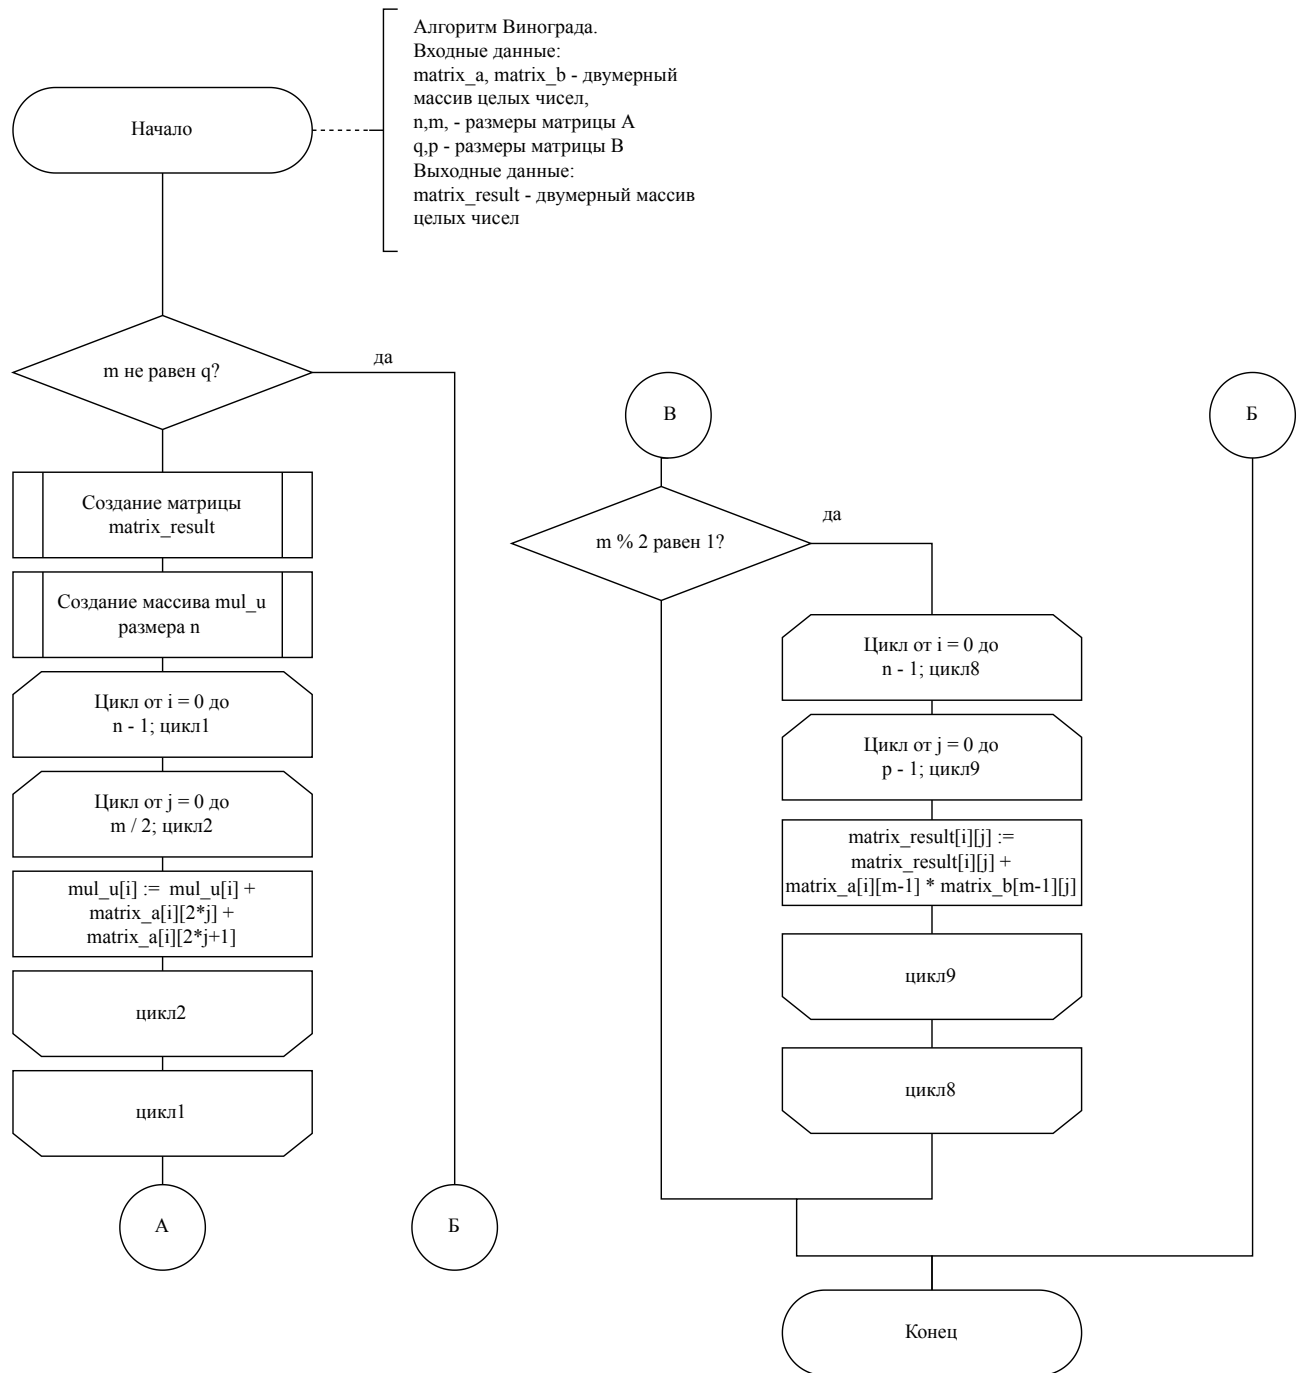 Алгоритм Винограда.
Входные данные:
matrix_a, matrix_b - двумерный
массив целых чисел,
n,m, - размеры матрицы А
q,p - размеры матрицы В
Выходные данные:
matrix_result - двумерный массив
целых чисел
Начало
m не равен q?
да
Создание матрицы
matrix_result
Создание массива mul_u
размера n
Цикл от i = 0 до
n - 1; цикл1
Цикл от j = 0 до
m / 2; цикл2
mul_u[i] := mul_u[i] +
matrix_a[i][2*j] +
matrix_a[i][2*j+1]
цикл2
цикл1
А
Б
В
m % 2 равен 1?
да
Цикл от i = 0 до
n - 1; цикл8
Цикл от j = 0 до
p - 1; цикл9
matrix_result[i][j] :=
matrix_result[i][j] +
matrix_a[i][m-1] * matrix_b[m-1][j]
цикл9
цикл8
Б
Конец